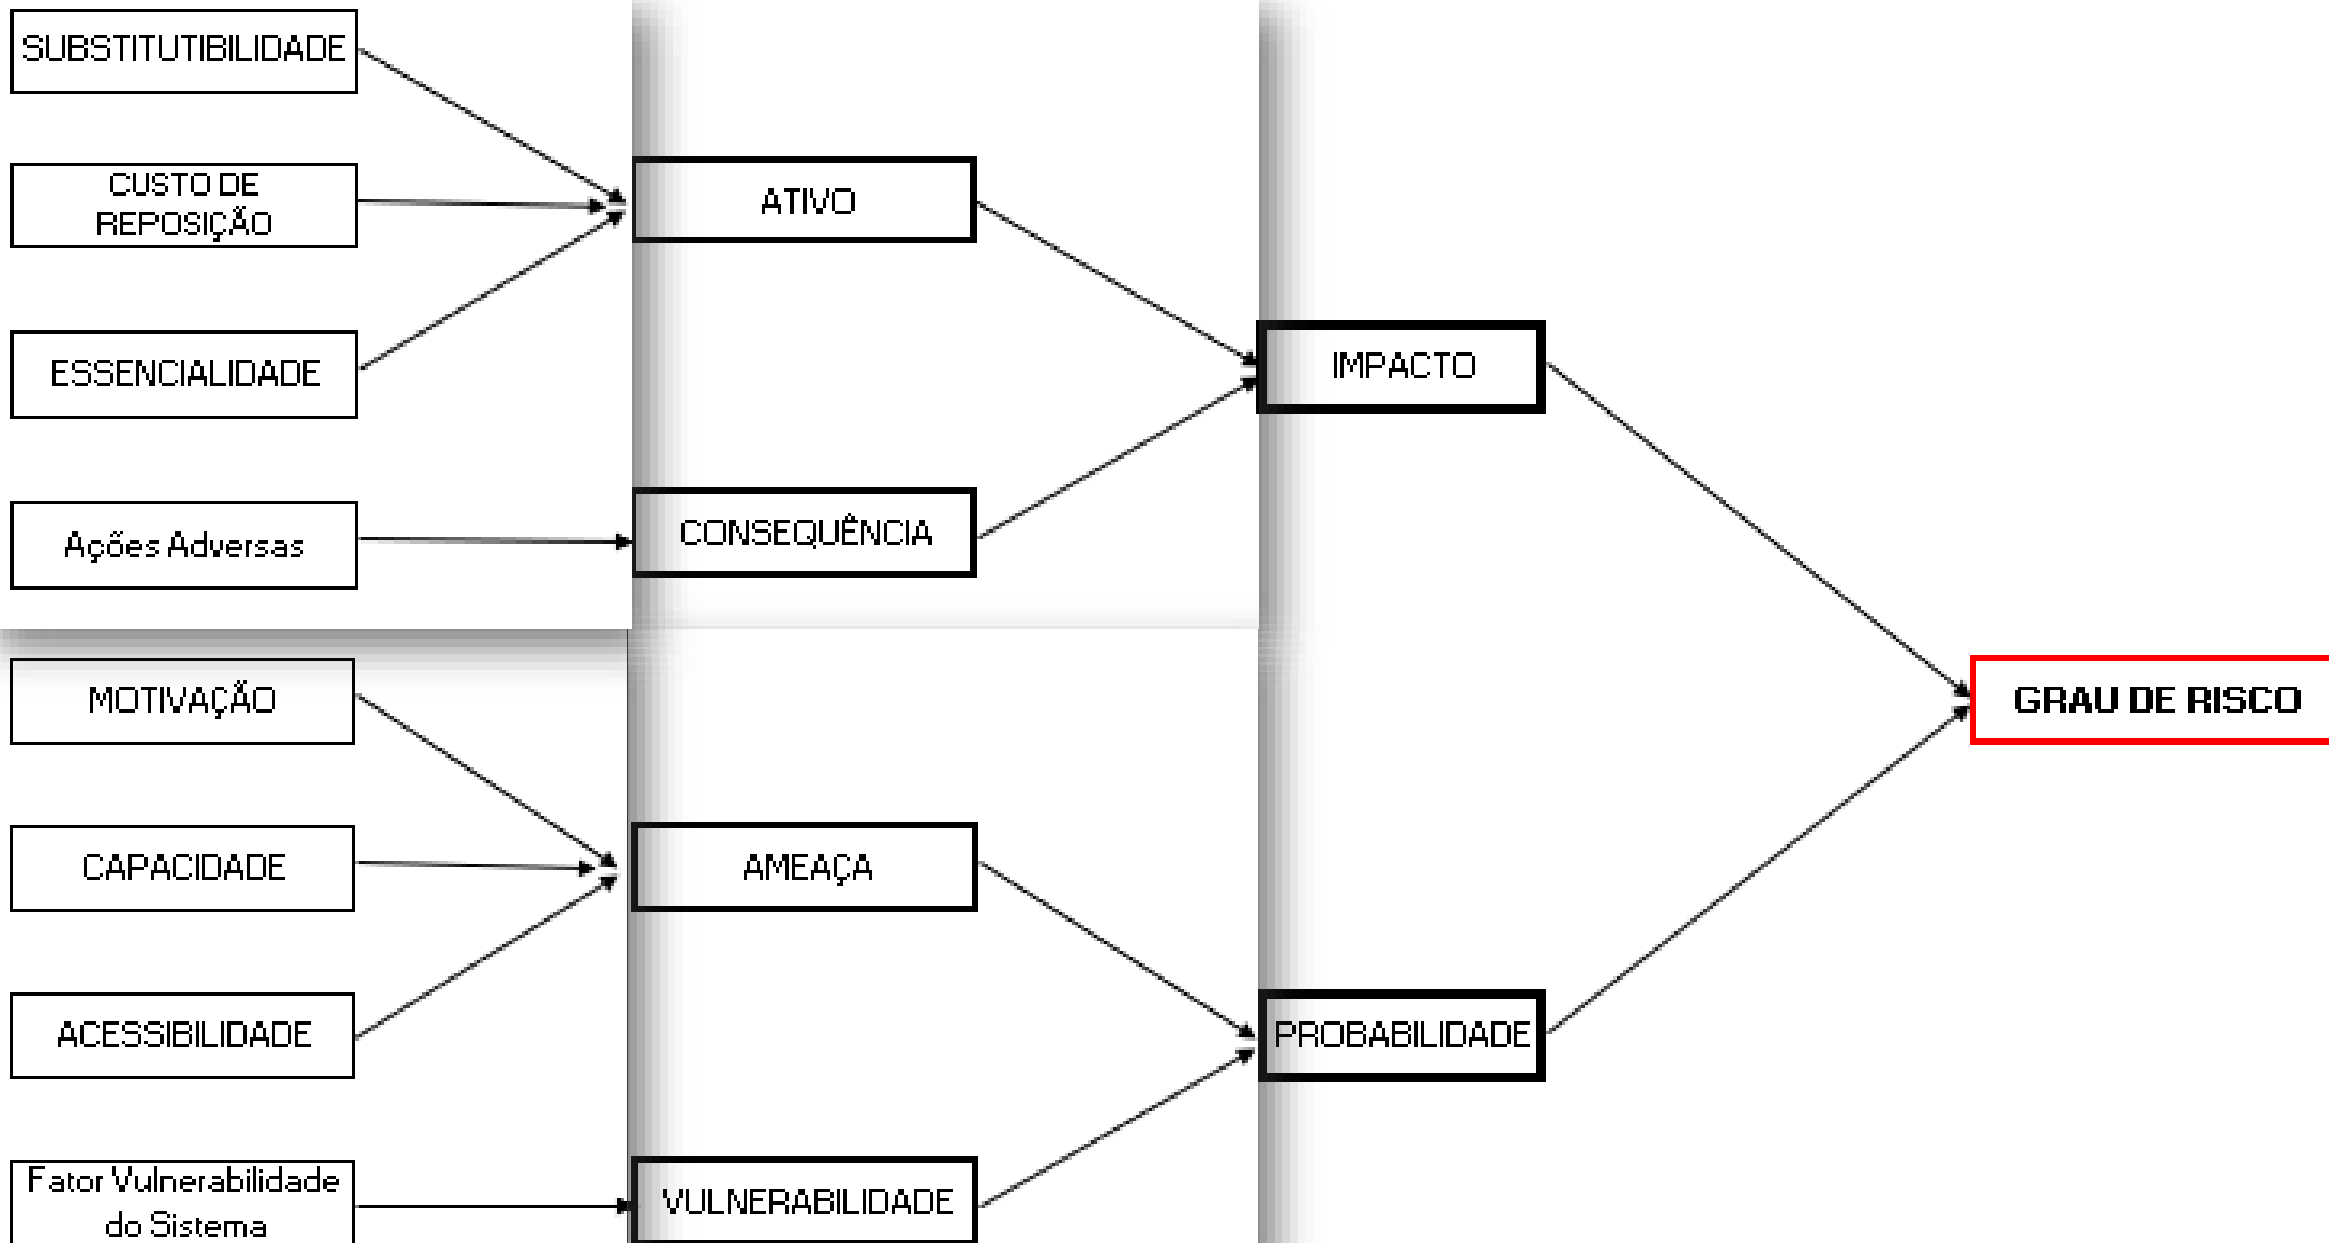 SUBSTITUTIBILIDADE
CUSTO DE
REPOSIÇÃO
ESSENCIALIDADE
Ações Adversas
ATIVO
CONSEQUÊNCIA
IMPACTO
MOTIVAÇÃO
CAPACIDADE
ACESSIBILIDADE
Fator Vulnerabilidade
do Sistema
AMEAÇA
VULNERABILIDADE
PROBABILIDADE
GRAU DE RISCO